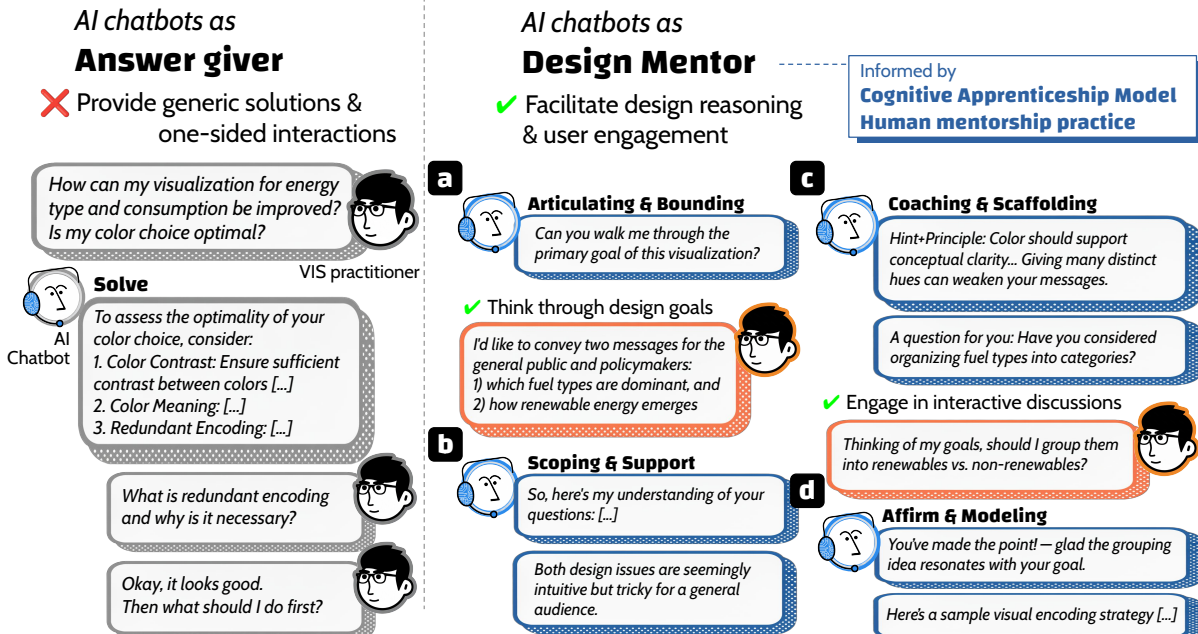 AI chatbots as
Answer giver
❌ Provide generic solutions &
one-sided interactions
How can my visualization for energy
type and consumption be improved?
Is my color choice optimal?
VIS practitioner
Solve
AI
Chatbot
To assess the optimality of your
color choice, consider:
1. Color Contrast: Ensure sufficient
contrast between colors [...]
2. Color Meaning: [...]
3. Redundant Encoding: [...]
What is redundant encoding
and why is it necessary?
Okay, it looks good.
Then what should I do first?
AI chatbots as
Design Mentor
✔ Facilitate design reasoning
& user engagement
Informed by
Cognitive Apprenticeship Model
Human mentorship practice
a
Articulating & Bounding
Can you walk me through the
primary goal of this visualization?
✔ Think through design goals
I'd like to convey two messages for the
general public and policymakers:
1) which fuel types are dominant, and
2) how renewable energy emerges
b
Scoping & Support
So, here's my understanding of your
questions: [...]
Both design issues are seemingly
intuitive but tricky for a general
audience.
c
Coaching & Scaffolding
Hint+Principle: Color should support
conceptual clarity... Giving many distinct
hues can weaken your messages.
A question for you: Have you considered
organizing fuel types into categories?
✔ Engage in interactive discussions
Thinking of my goals, should I group them
into renewables vs. non-renewables?
d
Affirm & Modeling
You've made the point! — glad the grouping
idea resonates with your goal.
Here's a sample visual encoding strategy [...]